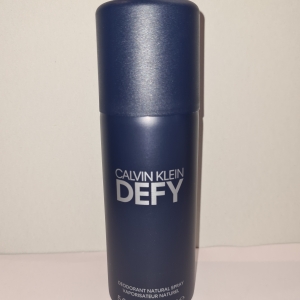 CALVIN KLEIN
DEFY
DEODORANT NATURAL SPRAY
VAPORISATEUR NATUREL